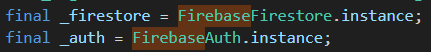 final _firestore = FirebaseFirestore.instance;
final _auth = FirebaseAuth.instance;